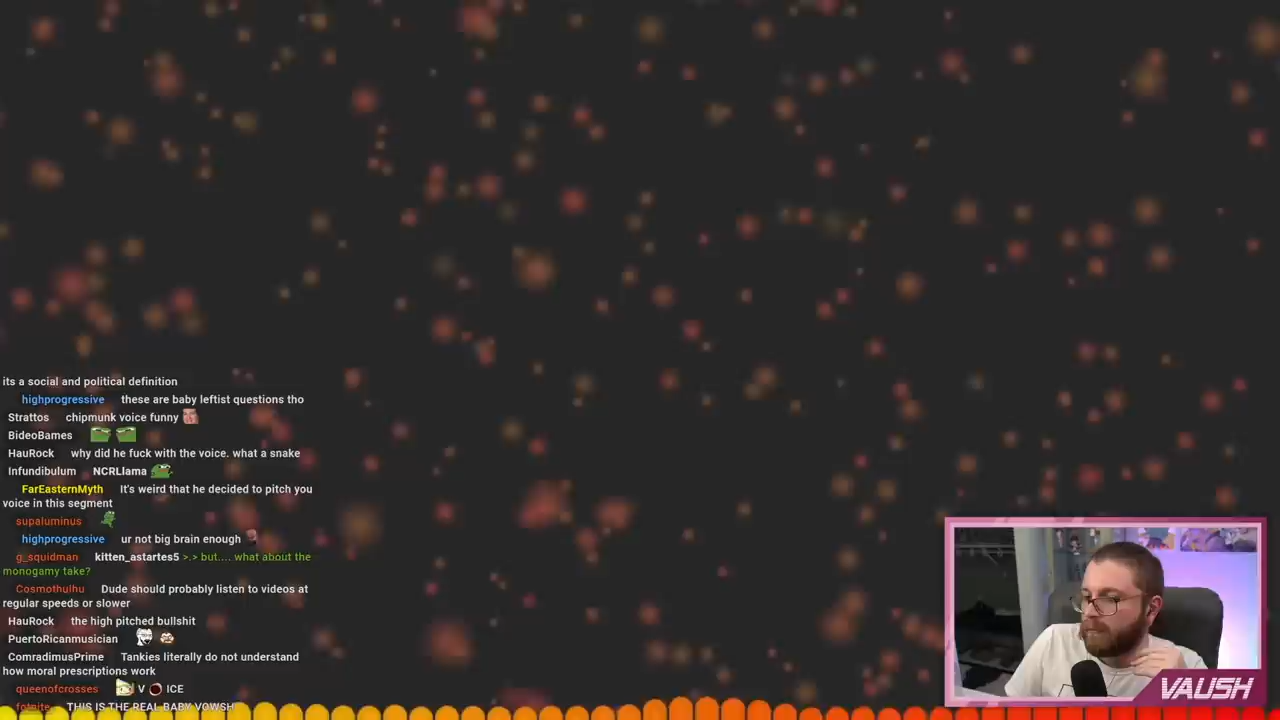 its a social and political definition
highprogressive these are baby leftist questions tho
Strattos chipmunk voice funny
BideoBames
HauRock why did he fuck with the voice. what a snake
Infundibulum NCRLlama
FarEasternMyth It's weird that he decided to pitch you
voice in this segment
supaluminus
highprogressive ur not big brain enough
g_squidman kitten_astartes5 >.> but.... what about the
monogamy take?
Cosmothulhu Dude should probably listen to videos at
regular speeds or slower
HauRock the high pitched bullshit
PuertoRicanmusician
ComradimusPrime Tankies literally do not understand
how moral prescriptions work
queenofcrosses V ICE
fotnite THIS IS THE REAL BABY VOWSH
VAUSH